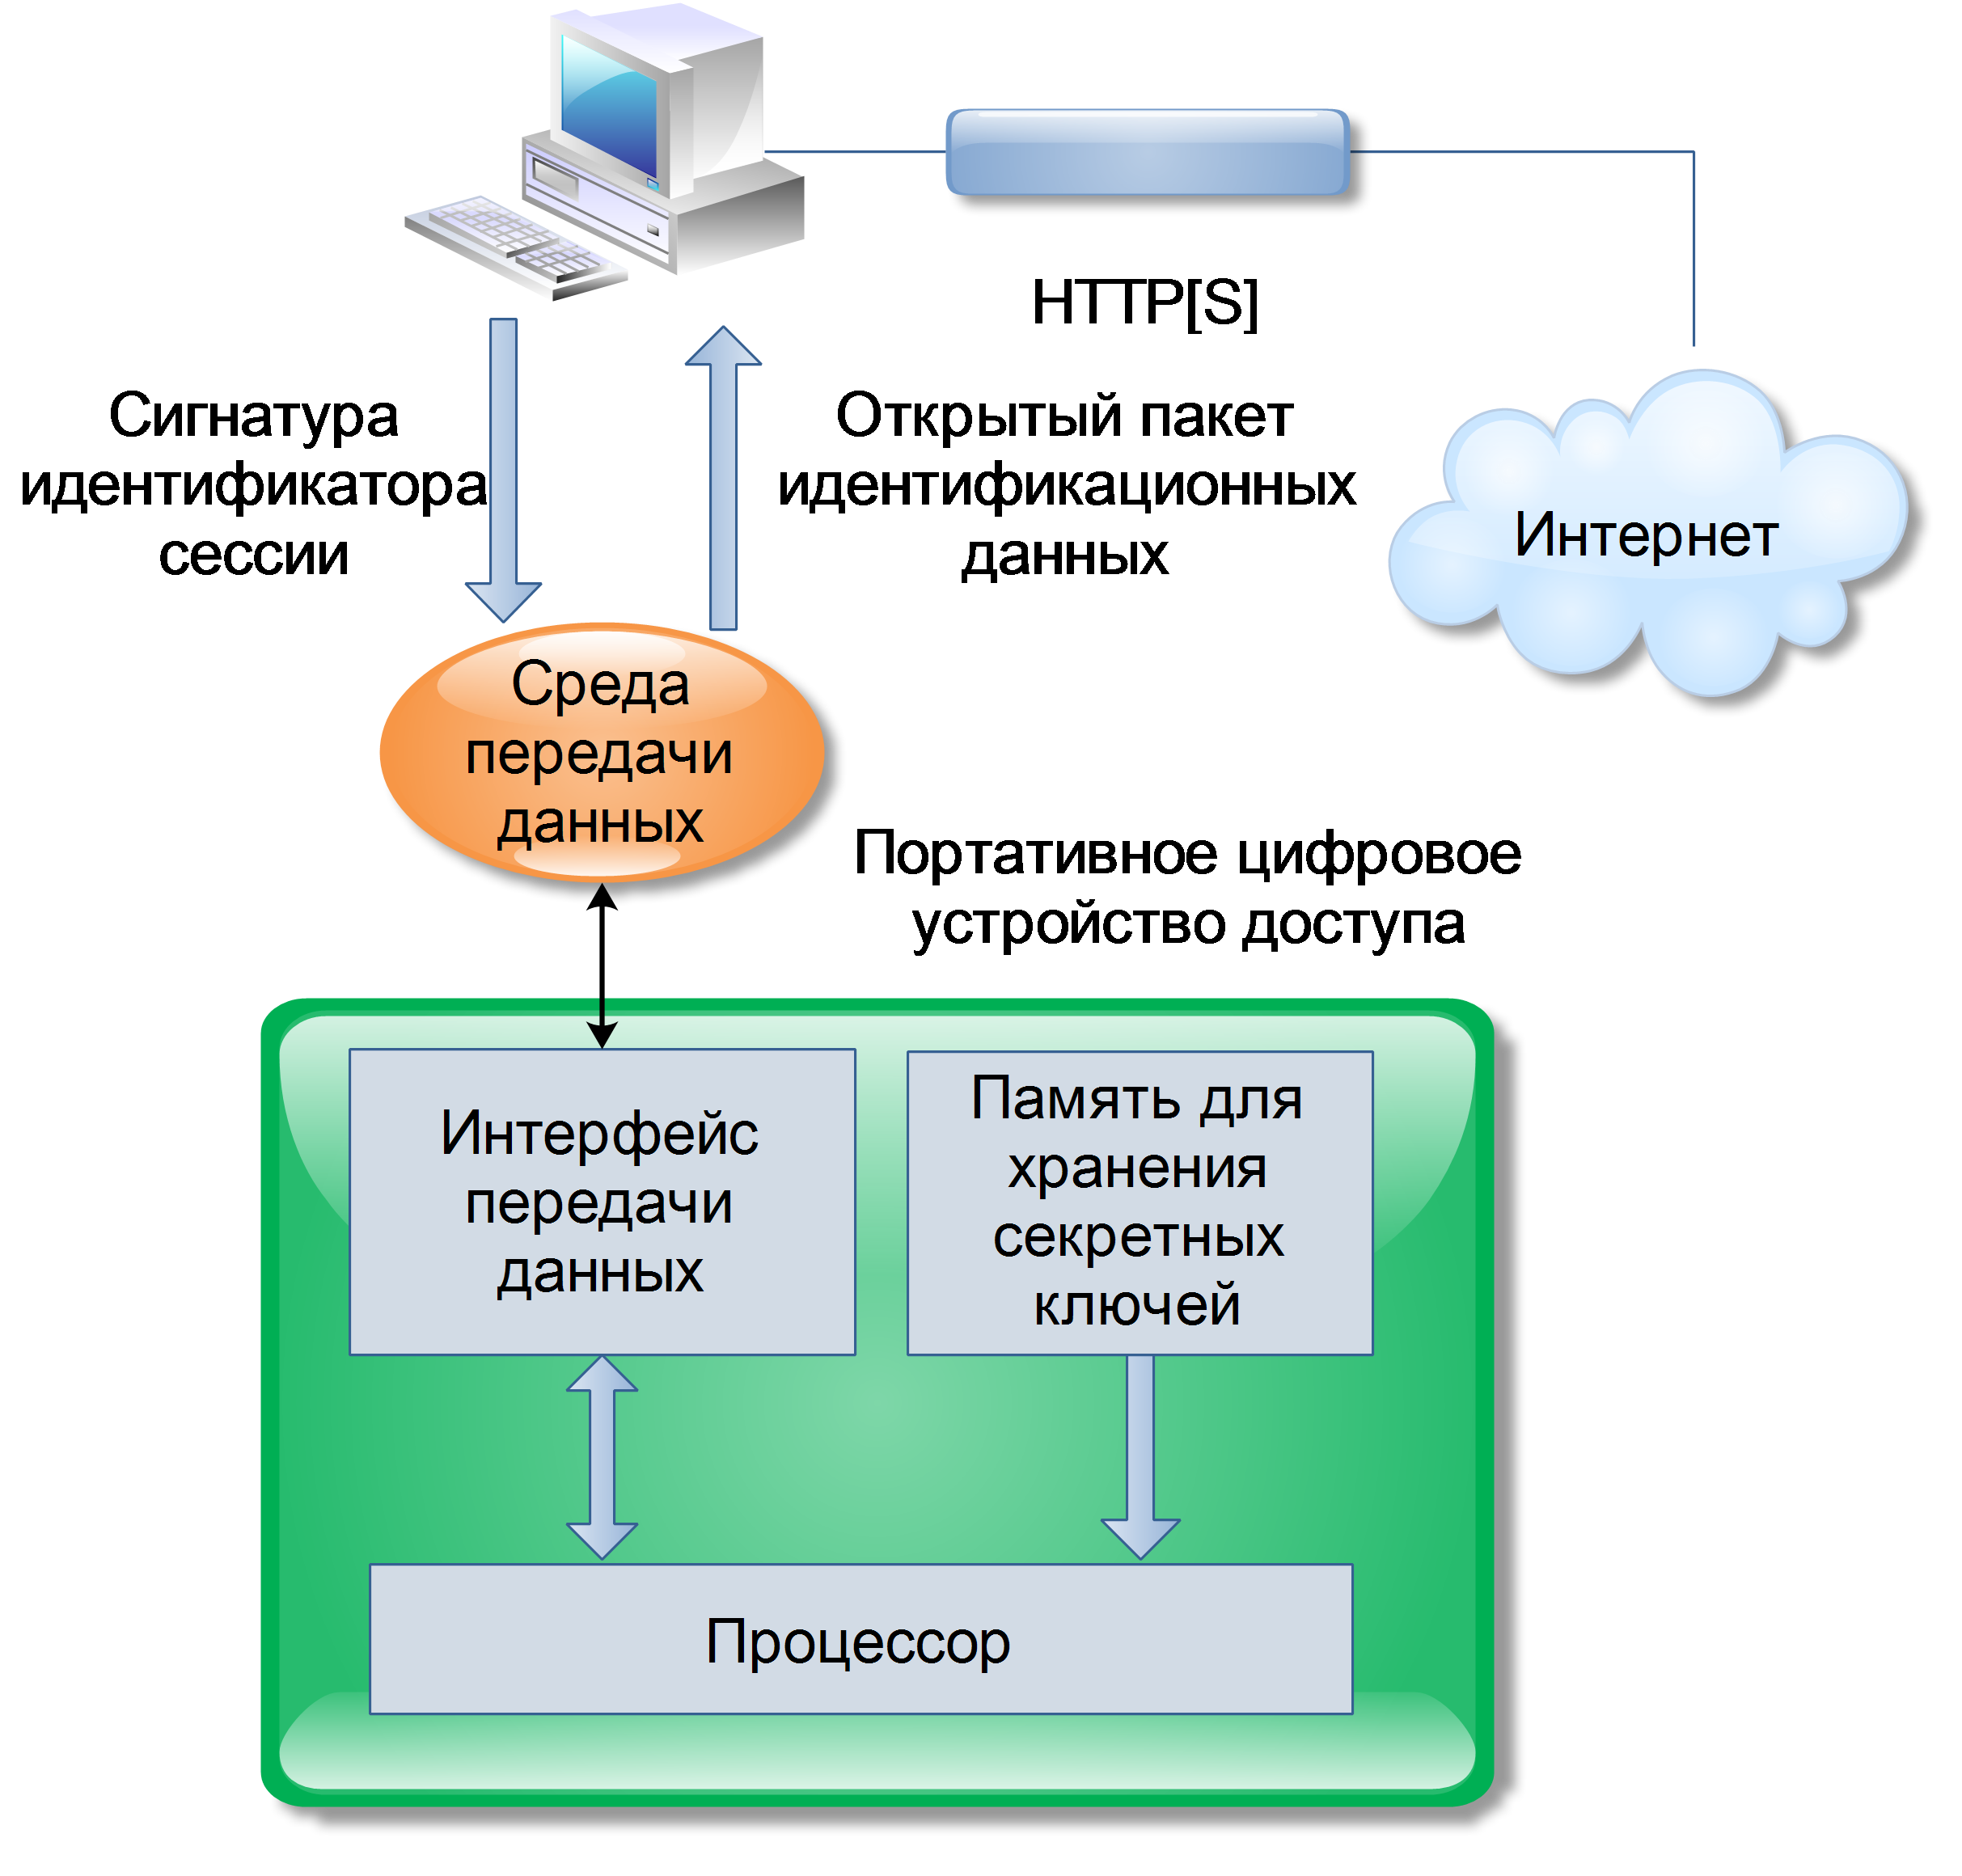 HTTP[S]
Сигнатура
идентификатора
сессии
Открытый пакет
идентификационных
данных
Интернет
Среда
передачи
данных
Портативное цифровое
устройство доступа
Интерфейс
передачи
данных
Память для
хранения
секретных
ключей
Процессор